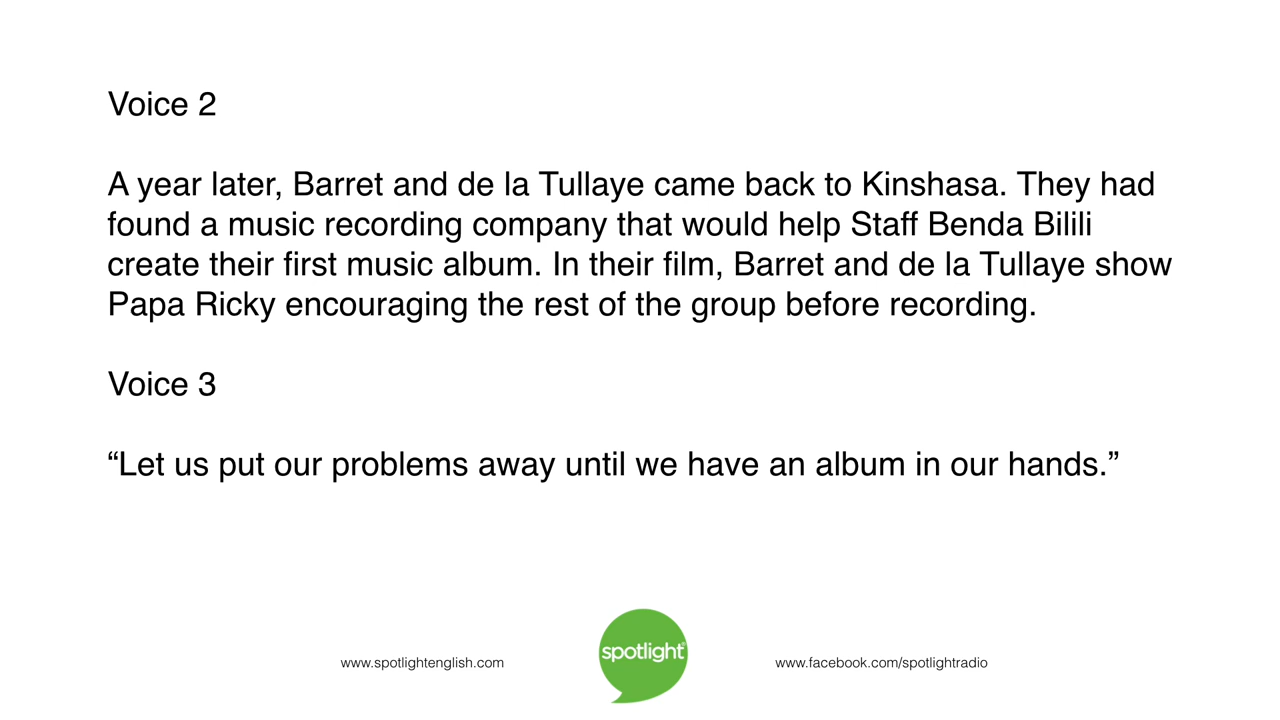 Voice 2
A year later, Barret and de la Tullaye came back to Kinshasa. They had
found a music recording company that would help Staff Benda Bilili
create their first music album. In their film, Barret and de la Tullaye show
Papa Ricky encouraging the rest of the group before recording.
Voice 3
“Let us put our problems away until we have an album in our hands.”
www.spotlightenglish.com
spotlight®
www.facebook.com/spotlightradio